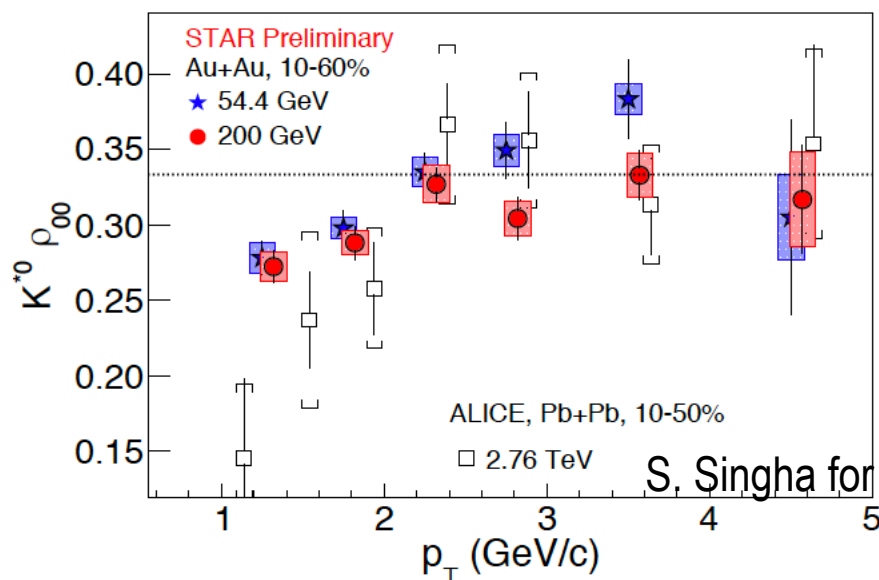 STAR Preliminary
Au+Au, 10-60%
54.4 GeV
200 GeV
0.40
0.35
0.30
0.25
0.20
0.15
K*0 ρ00
ALICE, Pb+Pb, 10-50%
2.76 TeV
S. Singha for
1 2 3 4 5
pT (GeV/c)